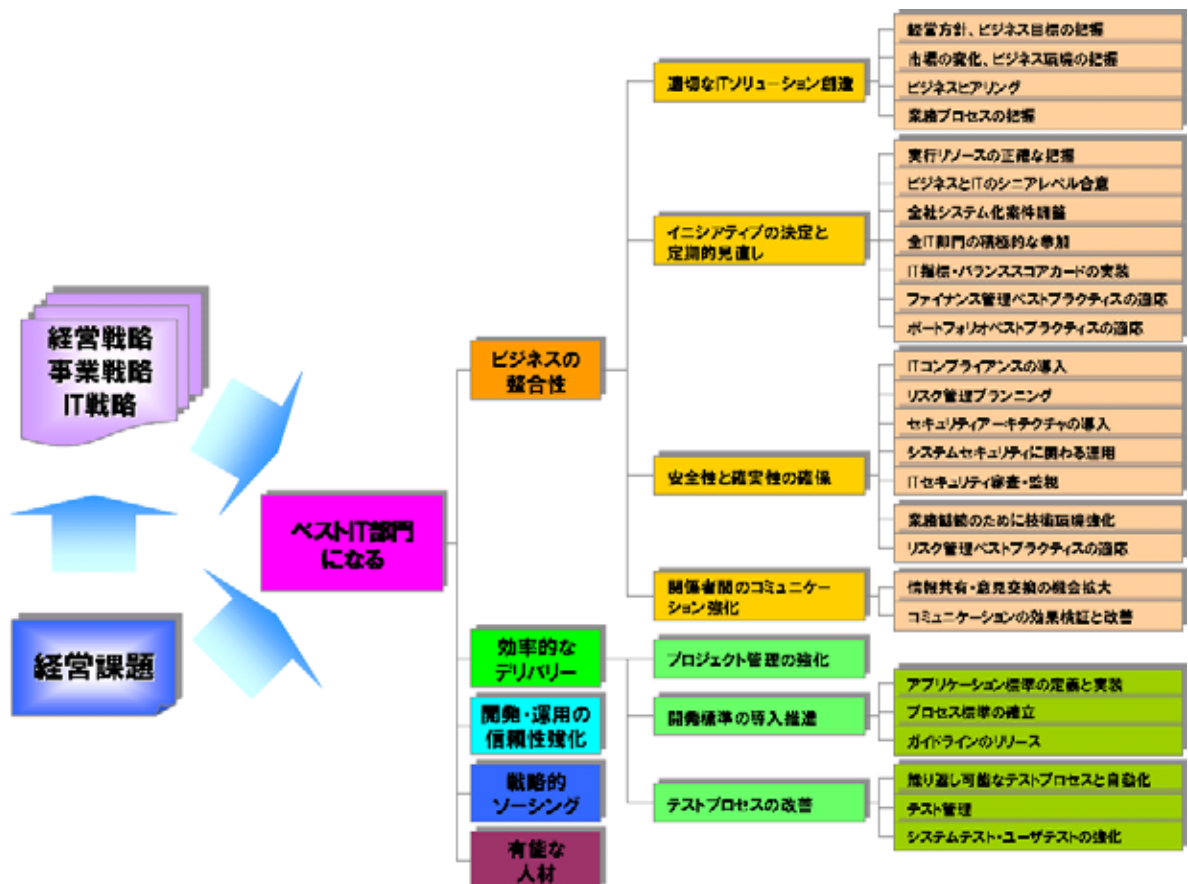 経営戦略
事業戦略
IT戦略
経営課題
ベストIT部門
になる
ビジネスの
整合性
適切なITソリューション創造
経営方針、ビジネス目標の把握
市場の変化、ビジネス環境の把握
ビジネスヒアリング
業務プロセスの把握
イニシアティブの決定と
定期的見直し
実行リソースの正確な把握
ビジネスとITのシニアレベル合意
全社システム化案件調整
全IT部門の積極的な参加
IT指標・バランススコアカードの実装
ファイナンス管理ベストプラクティスの適応
ポートフォリオベストプラクティスの適応
安全性と確実性の確保
ITコンプライアンスの導入
リスク管理プランニング
セキュリティアーキテクチャの導入
システムセキュリティに関わる運用
ITセキュリティ審査・監視
業務継続のために技術環境強化
リスク管理ベストプラクティスの適応
関係者間のコミュニケー
ション強化
情報共有・意見交換の機会拡大
コミュニケーションの効果検証と改善
効率的な
デリバリー
プロジェクト管理の強化
開発標準の導入推進
アプリケーション標準の定義と実装
プロセス標準の確立
ガイドラインのリリース
テストプロセスの改善
繰り返し可能なテストプロセスと自動化
テスト管理
システムテスト・ユーザテストの強化
開発・運用の
信頼性強化
戦略的
ソーシング
有能な
人材